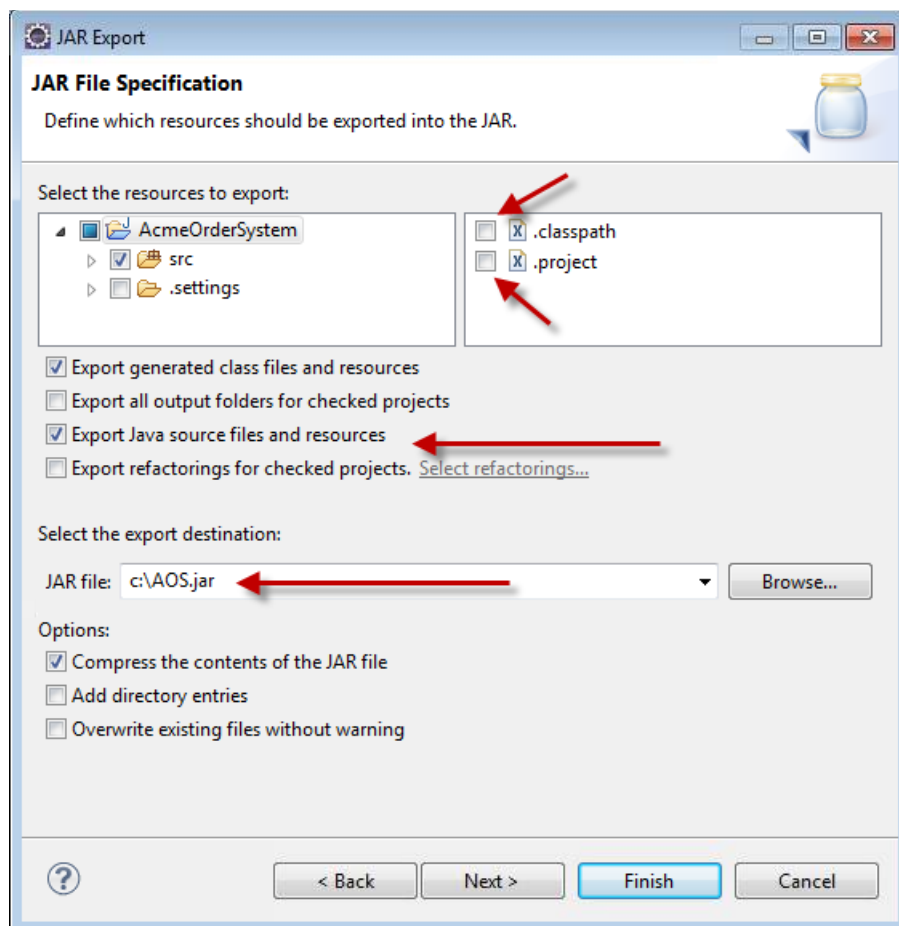 JAR Export
JAR File Specification
Define which resources should be exported into the JAR.
Select the resources to export:
AcmeOrderSystem
src
.settings
.classpath
.project
Export generated class files and resources
Export all output folders for checked projects
Export Java source files and resources
Export refactorings for checked projects. Select refactorings...
Select the export destination:
JAR file: c:\AOS.jar Browse...
Options:
Compress the contents of the JAR file
Add directory entries
Overwrite existing files without warning
? < Back Next > Finish Cancel